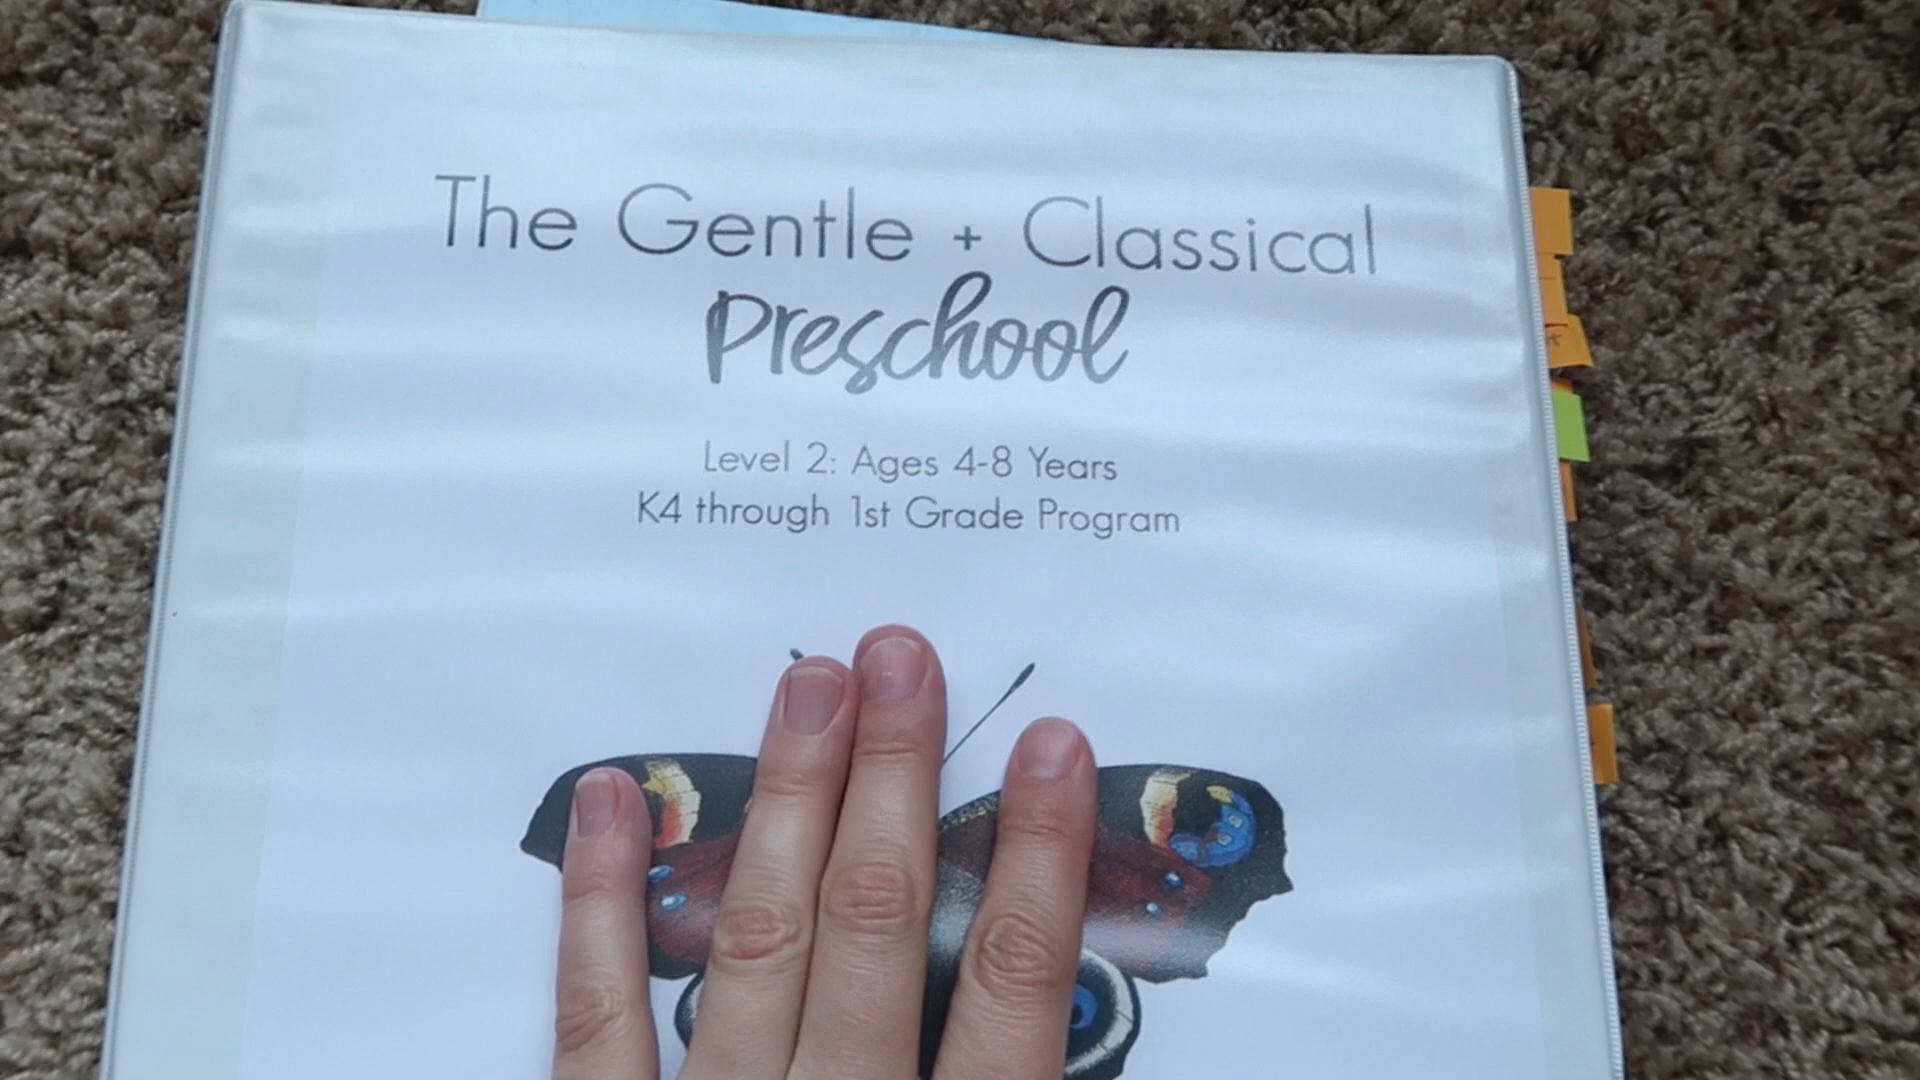 The Gentle + Classical
Preschool
Level 2: Ages 4-8 Years
K4 through 1st Grade Program